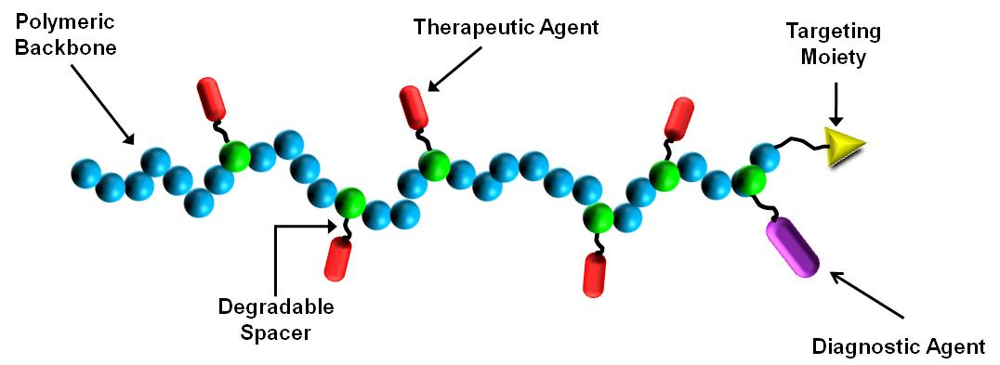 Polymeric
Backbone
Therapeutic Agent
Targeting
Moiety
Degradable
Spacer
Diagnostic Agent